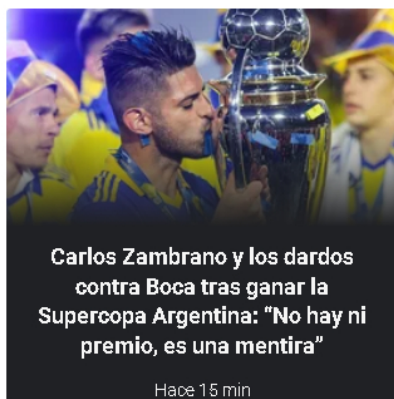 Carlos Zambrano y los dardos
contra Boca tras ganar la
Supercopa Argentina: “No hay ni
premio, es una mentira”
Hace 15 min